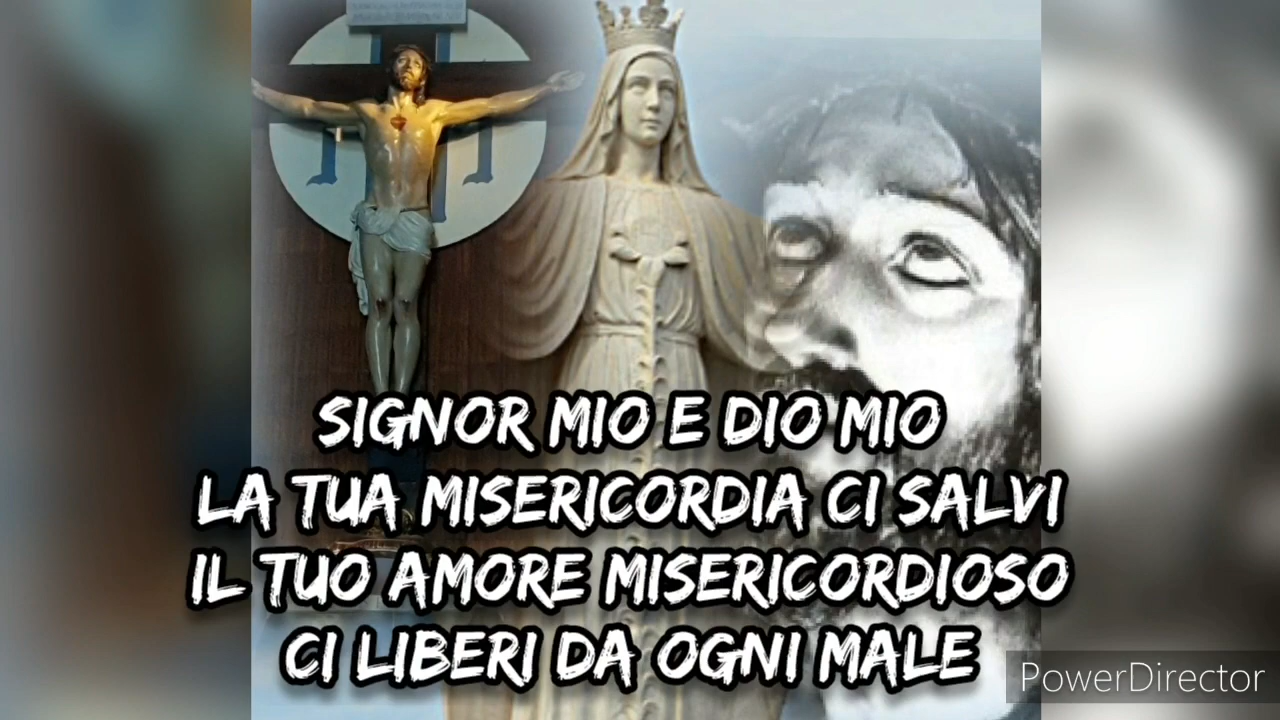 SIGNOR MIO E DIO MIO
LA TUA MISERICORDIA CI SALVI
IL TUO AMORE MISERICORDIOSO
CI LIBERI DA OGNI MALE
PowerDirector